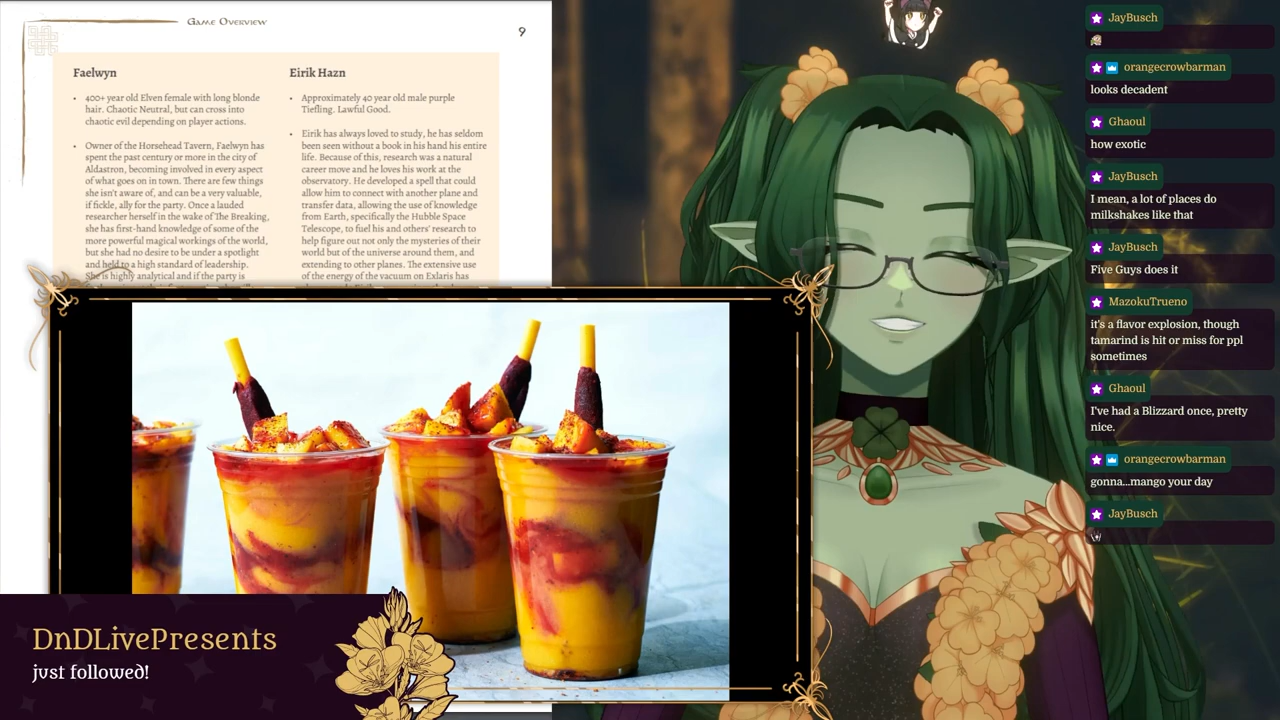 Game Overview
9
Faelwyn
• 400+ year old Elven female with long blonde
hair. Chaotic Neutral, but can cross into
chaotic evil depending on player actions.
• Owner of the Horsehead Tavern, Faelwyn has
spent the past century or more in the city of
Aldastron, becoming involved in every aspect
of what goes on in town. There are few things
she isn't aware of, and can be a very valuable,
if fickle, ally for the party. Once a lauded
researcher herself in the wake of The Breaking,
she has first-hand knowledge of some of the
more powerful magical workings of the world,
but she had no desire to be under a spotlight
and held to a high standard of leadership.
She is highly analytical and if the party is
Eirik Hazn
• Approximately 40 year old male purple
Tiefling. Lawful Good.
• Eirik has always loved to study, he has seldom
been seen without a book in his hand his entire
life. Because of this, research was a natural
career move and he loves his work at the
observatory. He developed a spell that could
allow him to connect with another plane and
transfer data, allowing the use of knowledge
from Earth, specifically the Hubble Space
Telescope, to fuel his and others' research to
help figure out not only the mysteries of their
world but of the universe around them, and
extending to other planes. The extensive use
of the energy of the vacuum on Exlaris has
DnDLivePresents
just followed!
JayBusch
orangecrowbarman
looks decadent
Ghaoul
how exotic
JayBusch
I mean, a lot of places do
milkshakes like that
JayBusch
Five Guys does it
MazokuTrueno
it's a flavor explosion, though
tamarind is hit or miss for ppl
sometimes
Ghaoul
I've had a Blizzard once, pretty
nice.
orangecrowbarman
gonna...mango your day
JayBusch